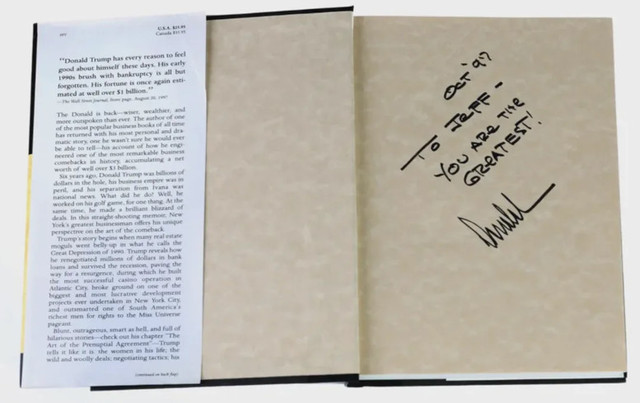 U.S.A. $25.95
Canada $33.95
"Donald Trump has every reason to feel
good about himself these days. His early
1990s brush with bankruptcy is all but
forgotten. His fortune is once again esti-
mated at well over $1 billion."
The Donald is back—wiser, wealthier, and
more outspoken than ever. The author of one
of the most popular business books of all time
has returned with his most personal and dra-
matic story, one he wasn't sure he would ever
be able to tell—his account of how he engi-
neered one of the most remarkable business
comebacks in history, accumulating a net
worth of well over
Six years ago, Donald Trump was billions of
dollars in the hole, his business empire was in
peril, and his separation from Ivana was
national news. What did he do? Well, he
worked on his golf game, for one thing. At the
same time, he made a brilliant blizzard of
deals. In this straight-shooting memoir, New
York's greatest businessman offers his unique
perspective on the art of the comeback.
Trump's story begins when many real estate
moguls went belly-up in what he calls the
Great Depression of 1990. Trump reveals how
he renegotiated millions of dollars in bank
loans and survived the recession, paving the
way for a resurgence, during which he built
the most successful casino operation in
Atlantic City, broke ground on one of the
biggest and most lucrative development
projects ever undertaken in New York City,
and outsmarted one of South America's
richest men for rights to the Miss Universe
pageant.
Blunt, outrageous, smart as hell, and full of
hilarious stories—check out his chapter "The
Art of the Prenuptial Agreement"—Trump
tells it like it is: the women in his life; the
wild and woolly deals; negotiating tactics; his
(continued on back flap)
OCT '97
TO JEFF -
YOU ARE THE
GREATEST!